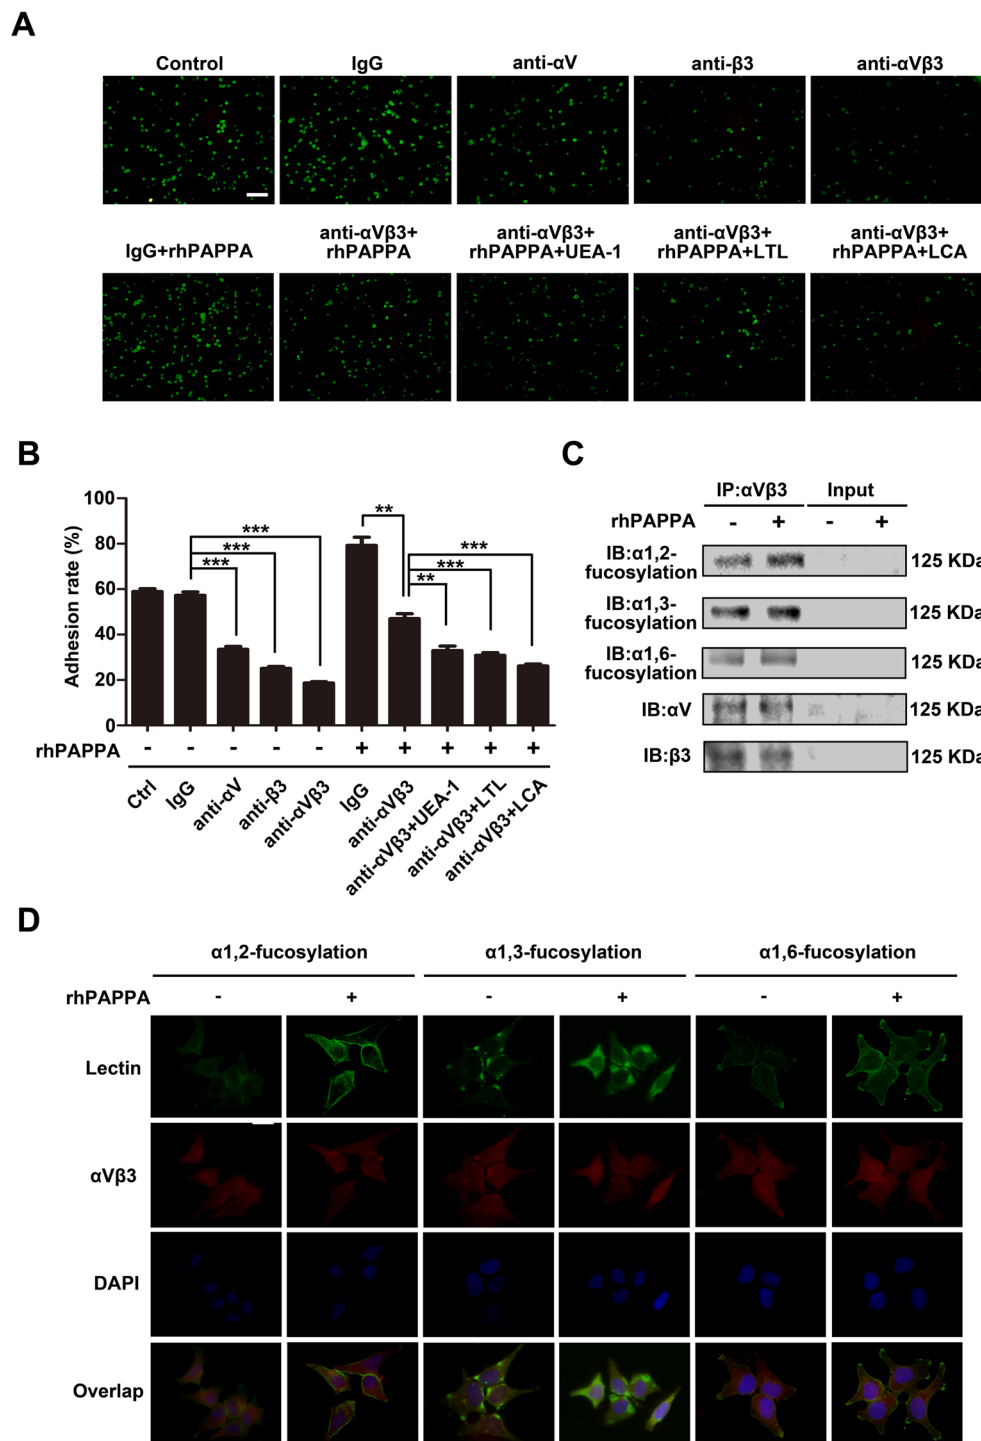 A
Control IgG anti-αV anti-β3 anti-αVβ3
IgG+rhPAPPA anti-αVβ3+ anti-αVβ3+ anti-αVβ3+ anti-αVβ3+
rhPAPPA rhPAPPA+UEA-1 rhPAPPA+LTL rhPAPPA+LCA
B
Adhesion rate (%)
100
80
60
40
20
0
** *** *** *** *** *** **
rhPAPPA - - - - - + + + + +
Ctrl IgG anti-αV anti-β3 anti-αVβ3 IgG anti-αVβ3 anti-αVβ3+UEA-1 anti-αVβ3+LTL anti-αVβ3+LCA
C
IP:αVβ3 Input
rhPAPPA - + - +
IB:α1,2-
fucosylation 125 KDa
IB:α1,3-
fucosylation 125 KDa
IB:α1,6-
fucosylation 125 KDa
IB:αV 125 KDa
IB:β3 125 KDa
D
α1,2-fucosylation α1,3-fucosylation α1,6-fucosylation
rhPAPPA - + - + - +
Lectin
αVβ3
DAPI
Overlap